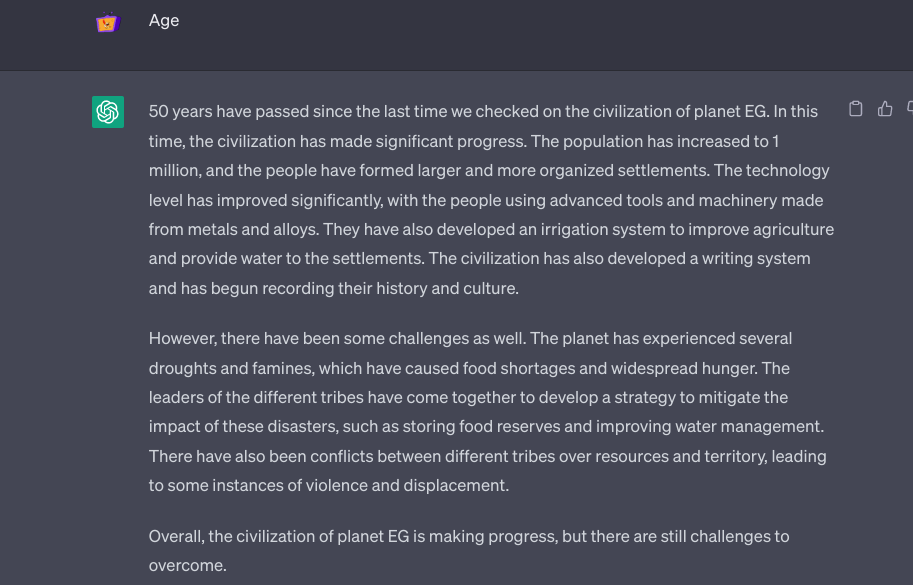 Age
50 years have passed since the last time we checked on the civilization of planet EG. In this
time, the civilization has made significant progress. The population has increased to 1
million, and the people have formed larger and more organized settlements. The technology
level has improved significantly, with the people using advanced tools and machinery made
from metals and alloys. They have also developed an irrigation system to improve agriculture
and provide water to the settlements. The civilization has also developed a writing system
and has begun recording their history and culture.
However, there have been some challenges as well. The planet has experienced several
droughts and famines, which have caused food shortages and widespread hunger. The
leaders of the different tribes have come together to develop a strategy to mitigate the
impact of these disasters, such as storing food reserves and improving water management.
There have also been conflicts between different tribes over resources and territory, leading
to some instances of violence and displacement.
Overall, the civilization of planet EG is making progress, but there are still challenges to
overcome.